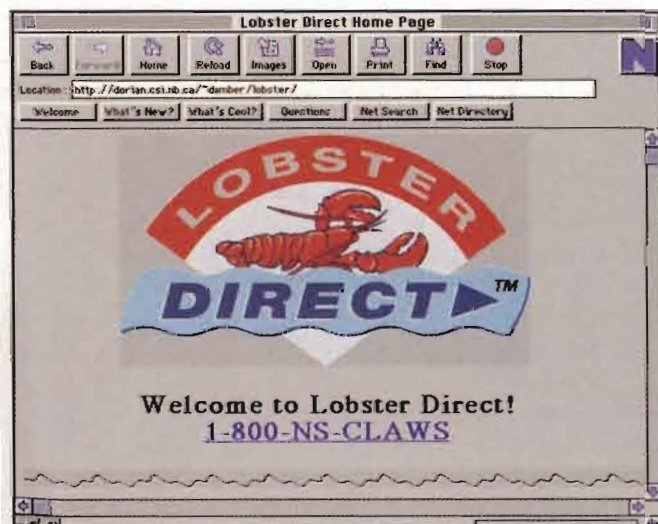 Lobster Direct Home Page
Back Forward Home Reload Images Open Print Find Stop
N
Location: http://dorian.csi.nb.ca/~damber/lobster/
Welcome What's New? What's Cool? Questions Net Search Net Directory
LOBSTER
DIRECT TM
Welcome to Lobster Direct!
1-800-NS-CLAWS